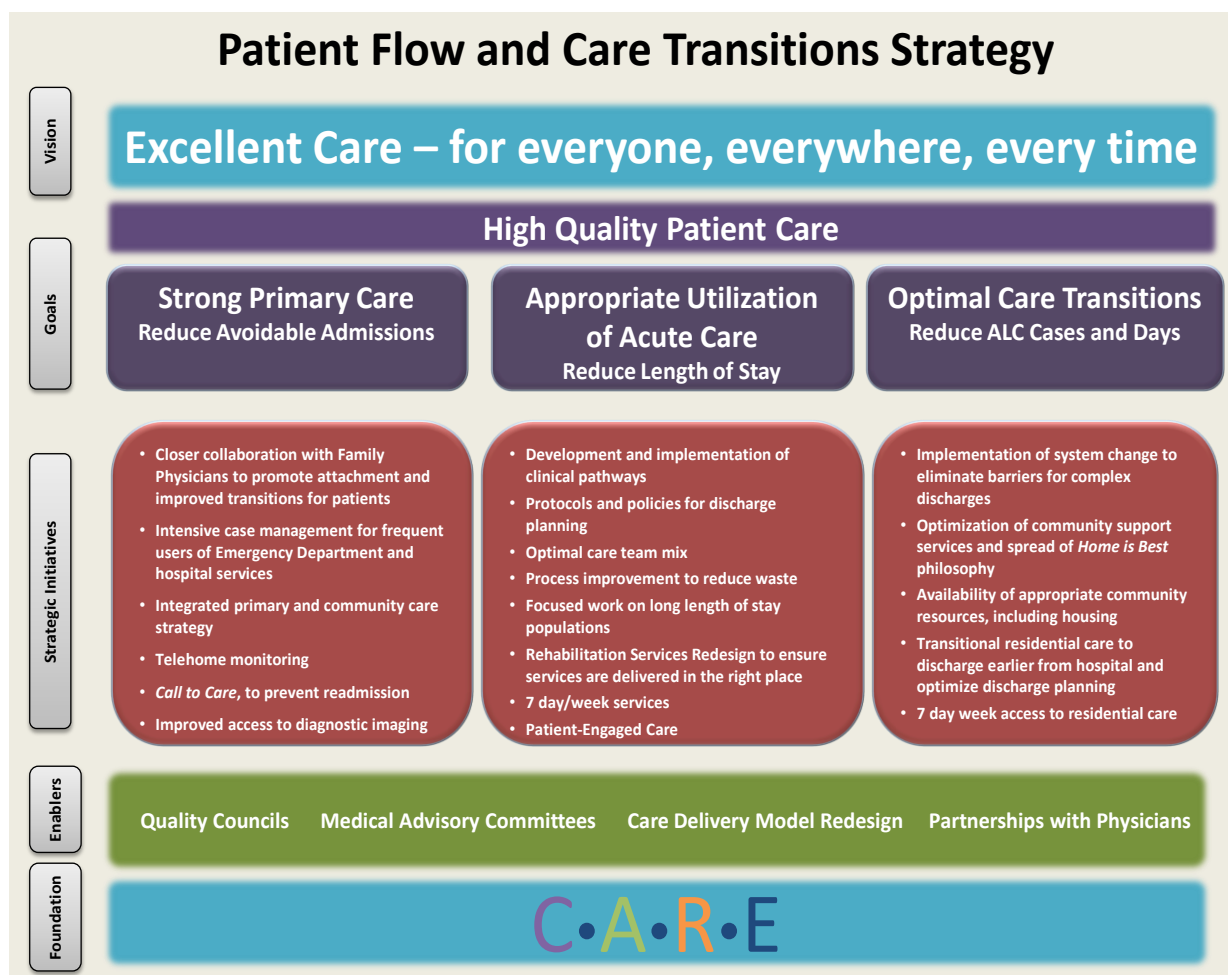 Patient Flow and Care Transitions Strategy
Vision
Excellent Care – for everyone, everywhere, every time
Goals
High Quality Patient Care
Strong Primary Care
Reduce Avoidable Admissions
Appropriate Utilization
of Acute Care
Reduce Length of Stay
Optimal Care Transitions
Reduce ALC Cases and Days
Strategic Initiatives
• Closer collaboration with Family
Physicians to promote attachment and
improved transitions for patients
• Intensive case management for frequent
users of Emergency Department and
hospital services
• Integrated primary and community care
strategy
• Telehome monitoring
• Call to Care, to prevent readmission
• Improved access to diagnostic imaging
• Development and implementation of
clinical pathways
• Protocols and policies for discharge
planning
• Optimal care team mix
• Process improvement to reduce waste
• Focused work on long length of stay
populations
• Rehabilitation Services Redesign to ensure
services are delivered in the right place
• 7 day/week services
• Patient-Engaged Care
• Implementation of system change to
eliminate barriers for complex
discharges
• Optimization of community support
services and spread of Home is Best
philosophy
• Availability of appropriate community
resources, including housing
• Transitional residential care to
discharge earlier from hospital and
optimize discharge planning
• 7 day week access to residential care
Enablers
Quality Councils Medical Advisory Committees Care Delivery Model Redesign Partnerships with Physicians
Foundation
C•A•R•E